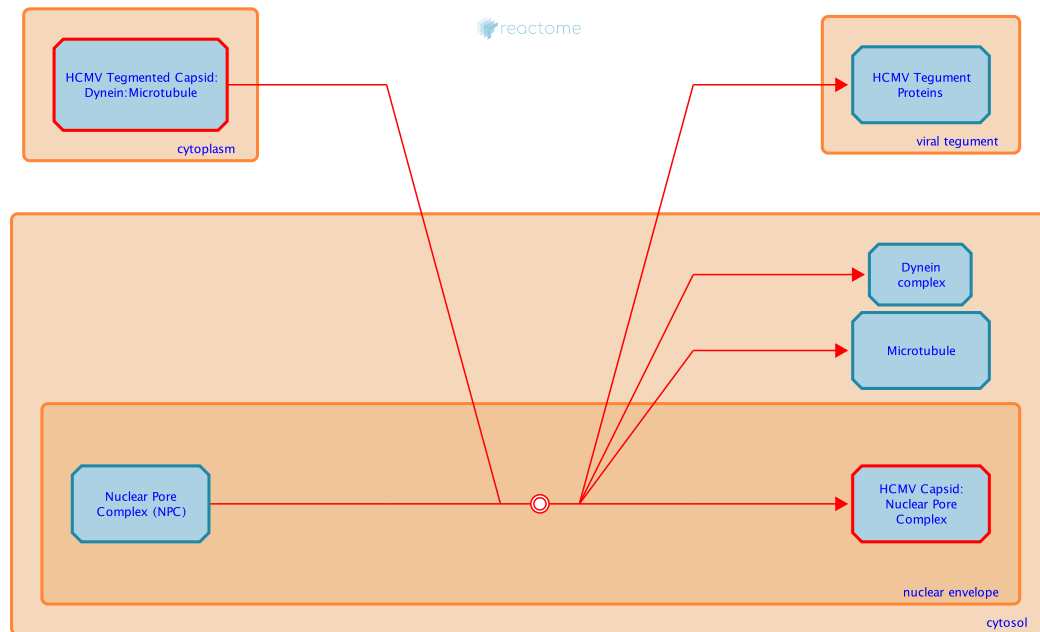 reactome
HCMV Tegmented Capsid:
Dynein:Microtubule
cytoplasm
HCMV Tegument
Proteins
viral tegument
Dynein
complex
Microtubule
Nuclear Pore
Complex (NPC)
HCMV Capsid:
Nuclear Pore
Complex
nuclear envelope
cytosol